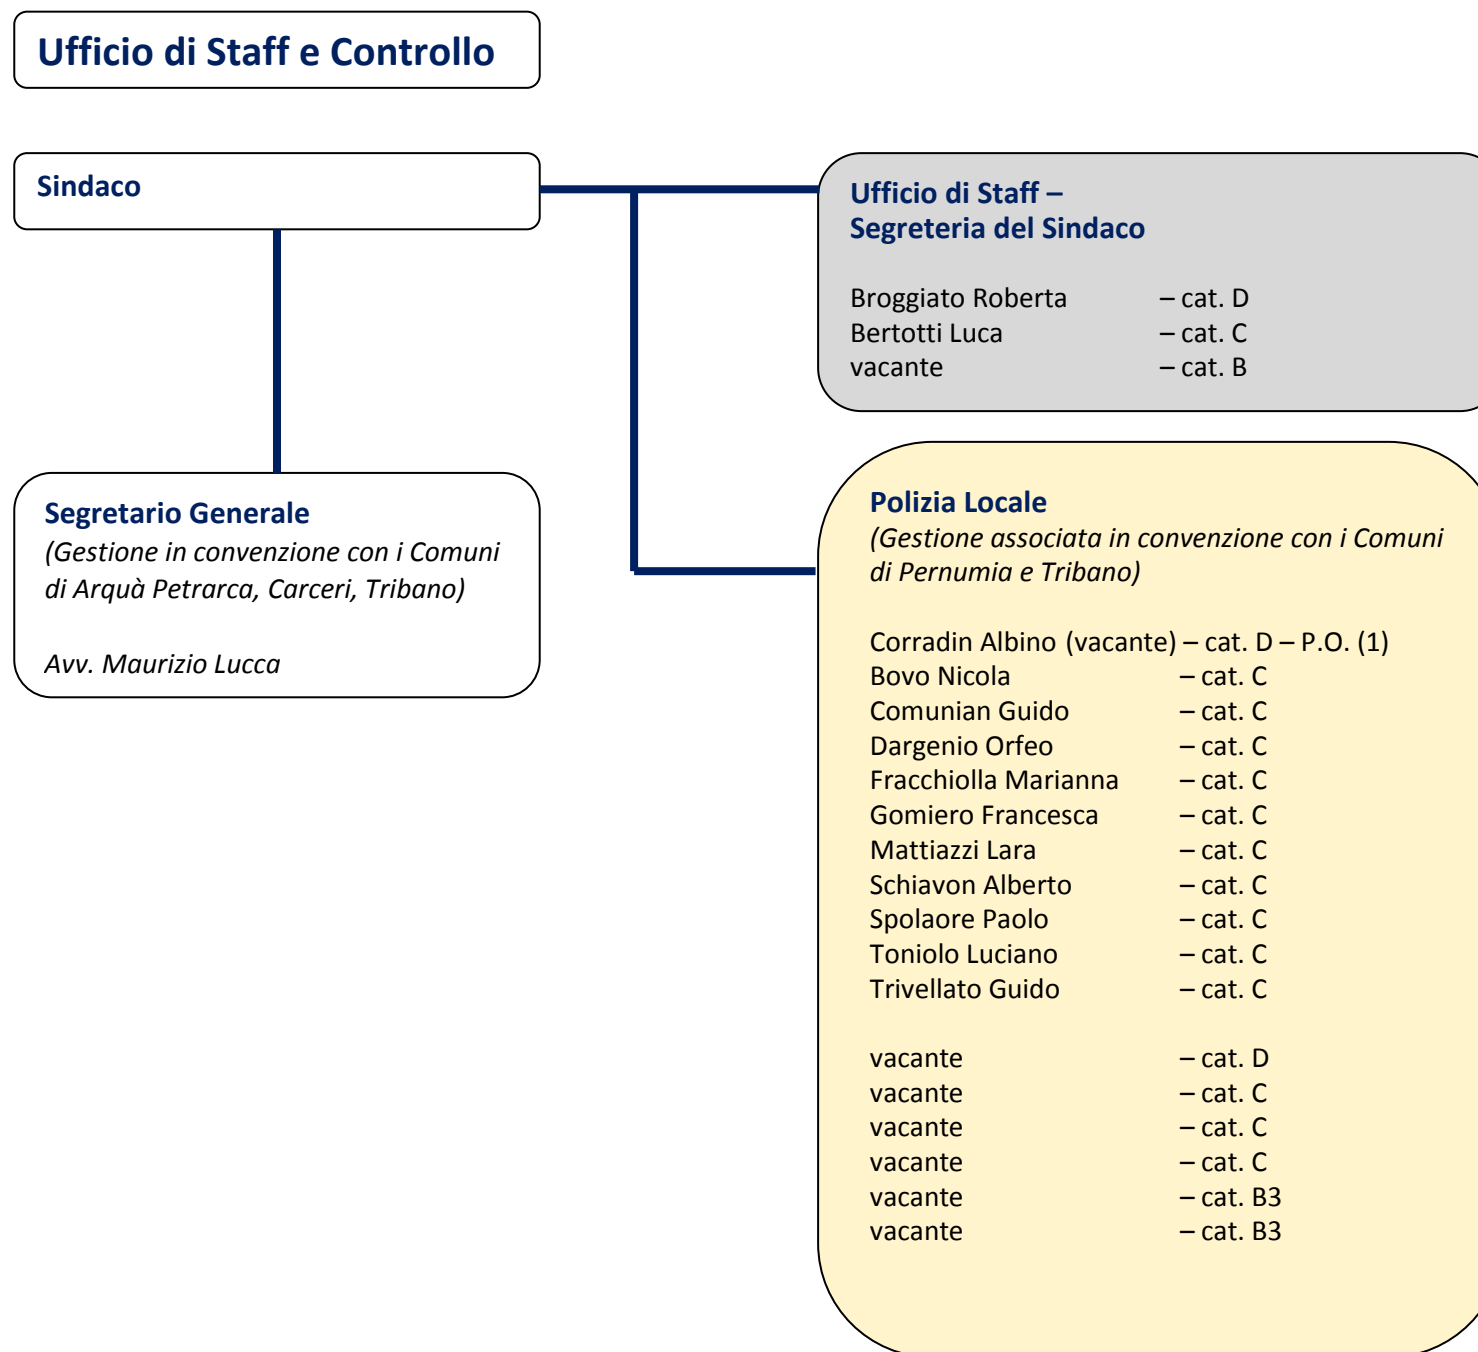 Ufficio di Staff e Controllo
Sindaco
Ufficio di Staff –
Segreteria del Sindaco
Broggiato Roberta – cat. D
Bertotti Luca – cat. C
vacante – cat. B
Segretario Generale
(Gestione in convenzione con i Comuni
di Arquà Petrarca, Carceri, Tribano)
Avv. Maurizio Lucca
Polizia Locale
(Gestione associata in convenzione con i Comuni
di Pernumia e Tribano)
Corradin Albino (vacante) – cat. D – P.O. (1)
Bovo Nicola – cat. C
Comunian Guido – cat. C
Dargenio Orfeo – cat. C
Fracchiolla Marianna – cat. C
Gomiero Francesca – cat. C
Mattiazzi Lara – cat. C
Schiavon Alberto – cat. C
Spolaore Paolo – cat. C
Toniolo Luciano – cat. C
Trivellato Guido – cat. C
vacante – cat. D
vacante – cat. C
vacante – cat. C
vacante – cat. C
vacante – cat. B3
vacante – cat. B3